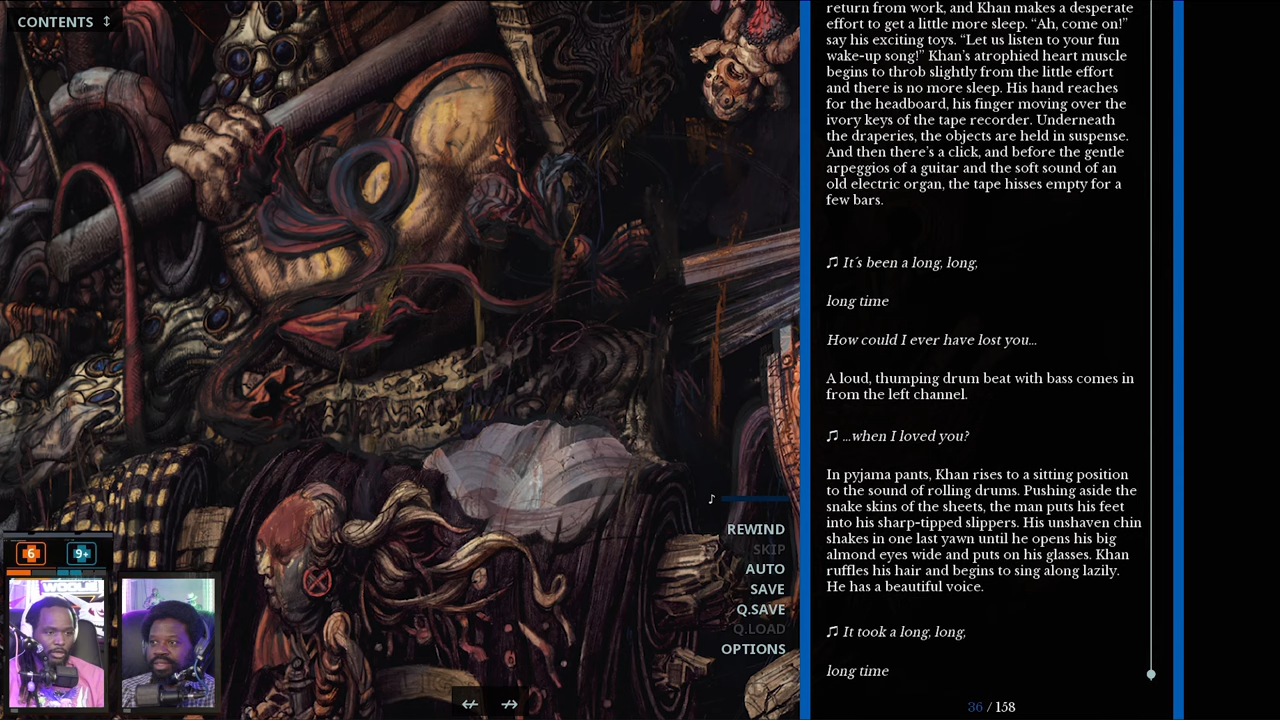 CONTENTS
return from work, and Khan makes a desperate
effort to get a little more sleep. “Ah, come on!”
say his exciting toys. “Let us listen to your fun
wake-up song!” Khan’s atrophied heart muscle
begins to throb slightly from the little effort
and there is no more sleep. His hand reaches
for the headboard, his finger moving over the
ivory keys of the tape recorder. Underneath
the draperies, the objects are held in suspense.
And then there’s a click, and before the gentle
arpeggios of a guitar and the soft sound of an
old electric organ, the tape hisses empty for a
few bars.
♫ It´s been a long, long,
long time
How could I ever have lost you…
A loud, thumping drum beat with bass comes in
from the left channel.
♫ …when I loved you?
In pyjama pants, Khan rises to a sitting position
to the sound of rolling drums. Pushing aside the
snake skins of the sheets, the man puts his feet
into his sharp-tipped slippers. His unshaven chin
shakes in one last yawn until he opens his big
almond eyes wide and puts on his glasses. Khan
ruffles his hair and begins to sing along lazily.
He has a beautiful voice.
♫ It took a long, long,
long time
36 / 158
♪
REWIND
SKIP
AUTO
SAVE
Q.SAVE
Q.LOAD
OPTIONS
6
9+